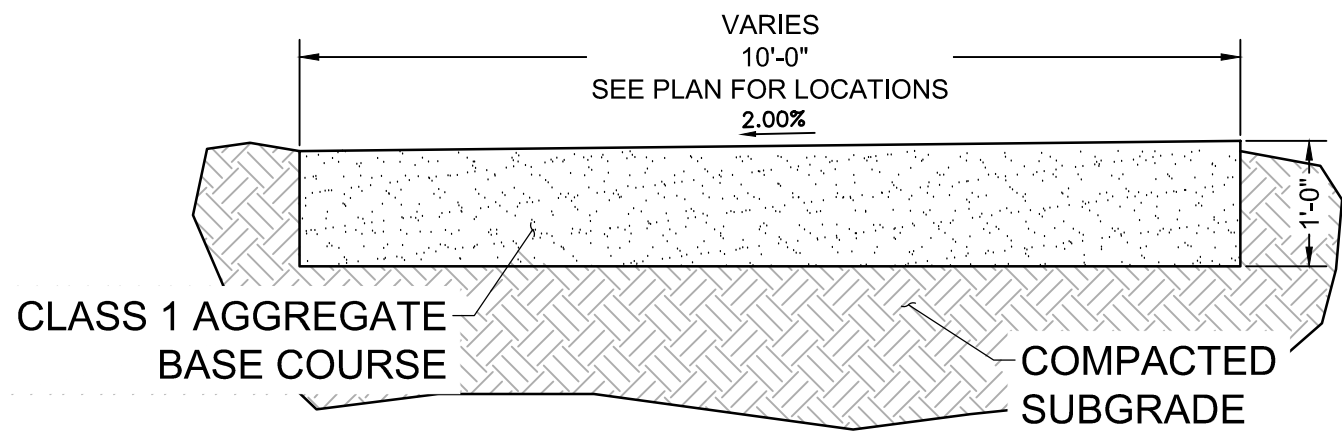 VARIES
10'-0"
SEE PLAN FOR LOCATIONS
2.00%
1'-0"
CLASS 1 AGGREGATE
BASE COURSE
COMPACTED
SUBGRADE